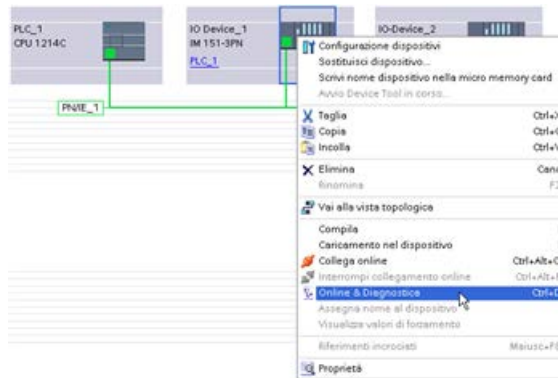 PLC_1
CPU 1214C
IO Device_1
IM 151-3PN
PLC_1
IO-Device_2
PN/IE_1
Configurazione dispositivi
Sostituisci dispositivo...
Scrivi nome dispositivo nella micro memory card
Avvio Device Tool in corso...
Taglia Ctrl+X
Copia
Incolla Ctrl+V
Elimina Canc
Rinomina
Vai alla vista topologica
Compila
Caricamento nel dispositivo
Collega online
Interrompi collegamento online
Online & Diagnostica Ctrl+D
Assegna nome al dispositivo
Visualizza valori di forzamento
Riferimenti incrociati
Proprietà